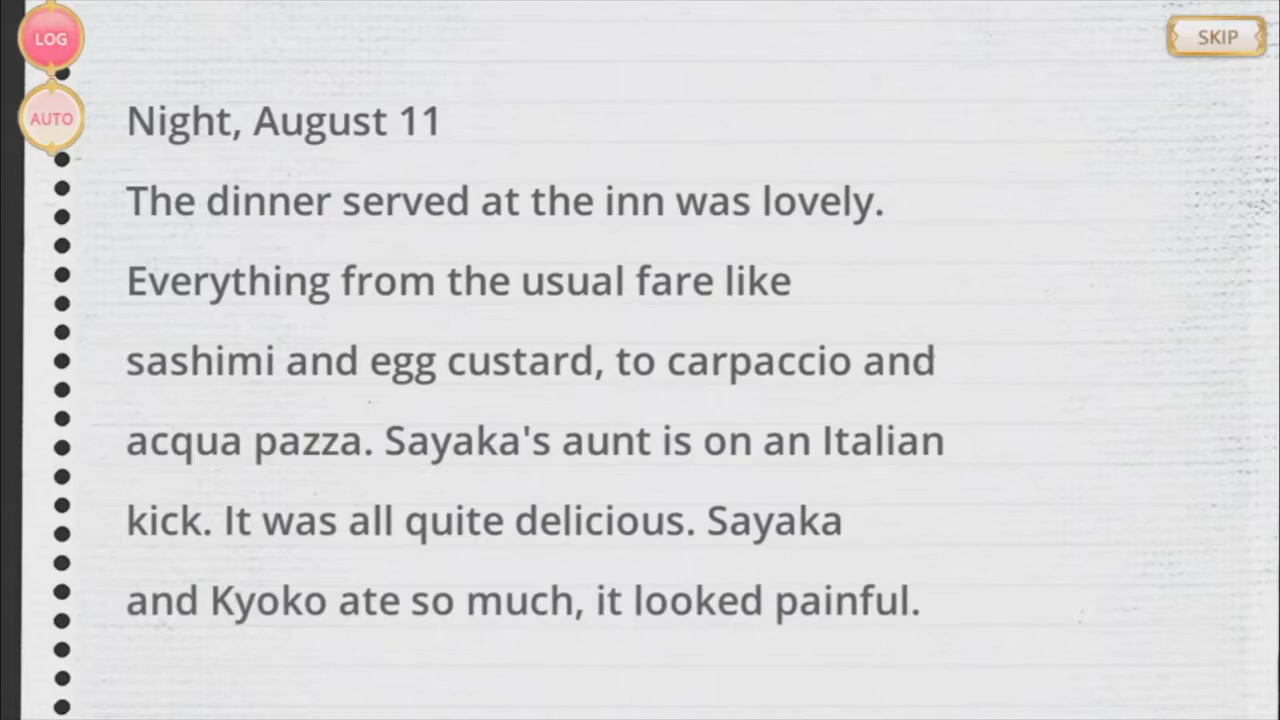 LOG
SKIP
AUTO
Night, August 11
The dinner served at the inn was lovely.
Everything from the usual fare like
sashimi and egg custard, to carpaccio and
acqua pazza. Sayaka's aunt is on an Italian
kick. It was all quite delicious. Sayaka
and Kyoko ate so much, it looked painful.